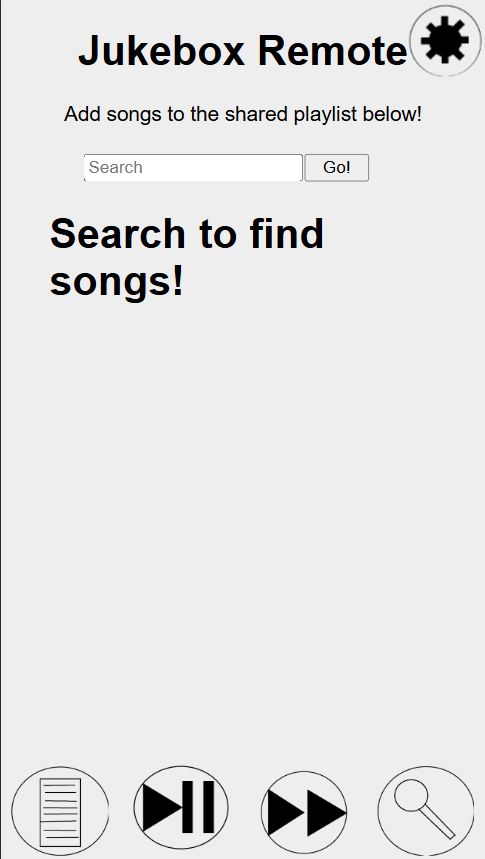 Jukebox Remote
Add songs to the shared playlist below!
Search Go!
Search to find
songs!